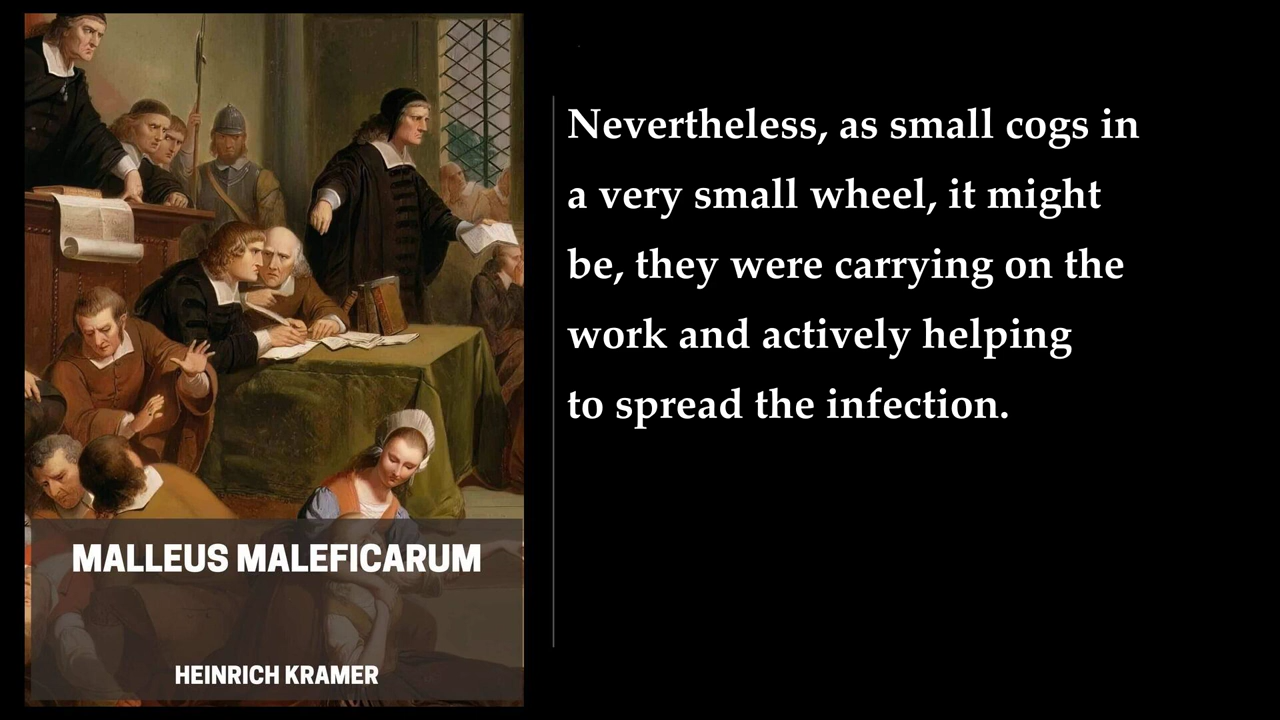 Nevertheless, as small cogs in
a very small wheel, it might
be, they were carrying on the
work and actively helping
to spread the infection.
MALLEUS MALEFICARUM
HEINRICH KRAMER